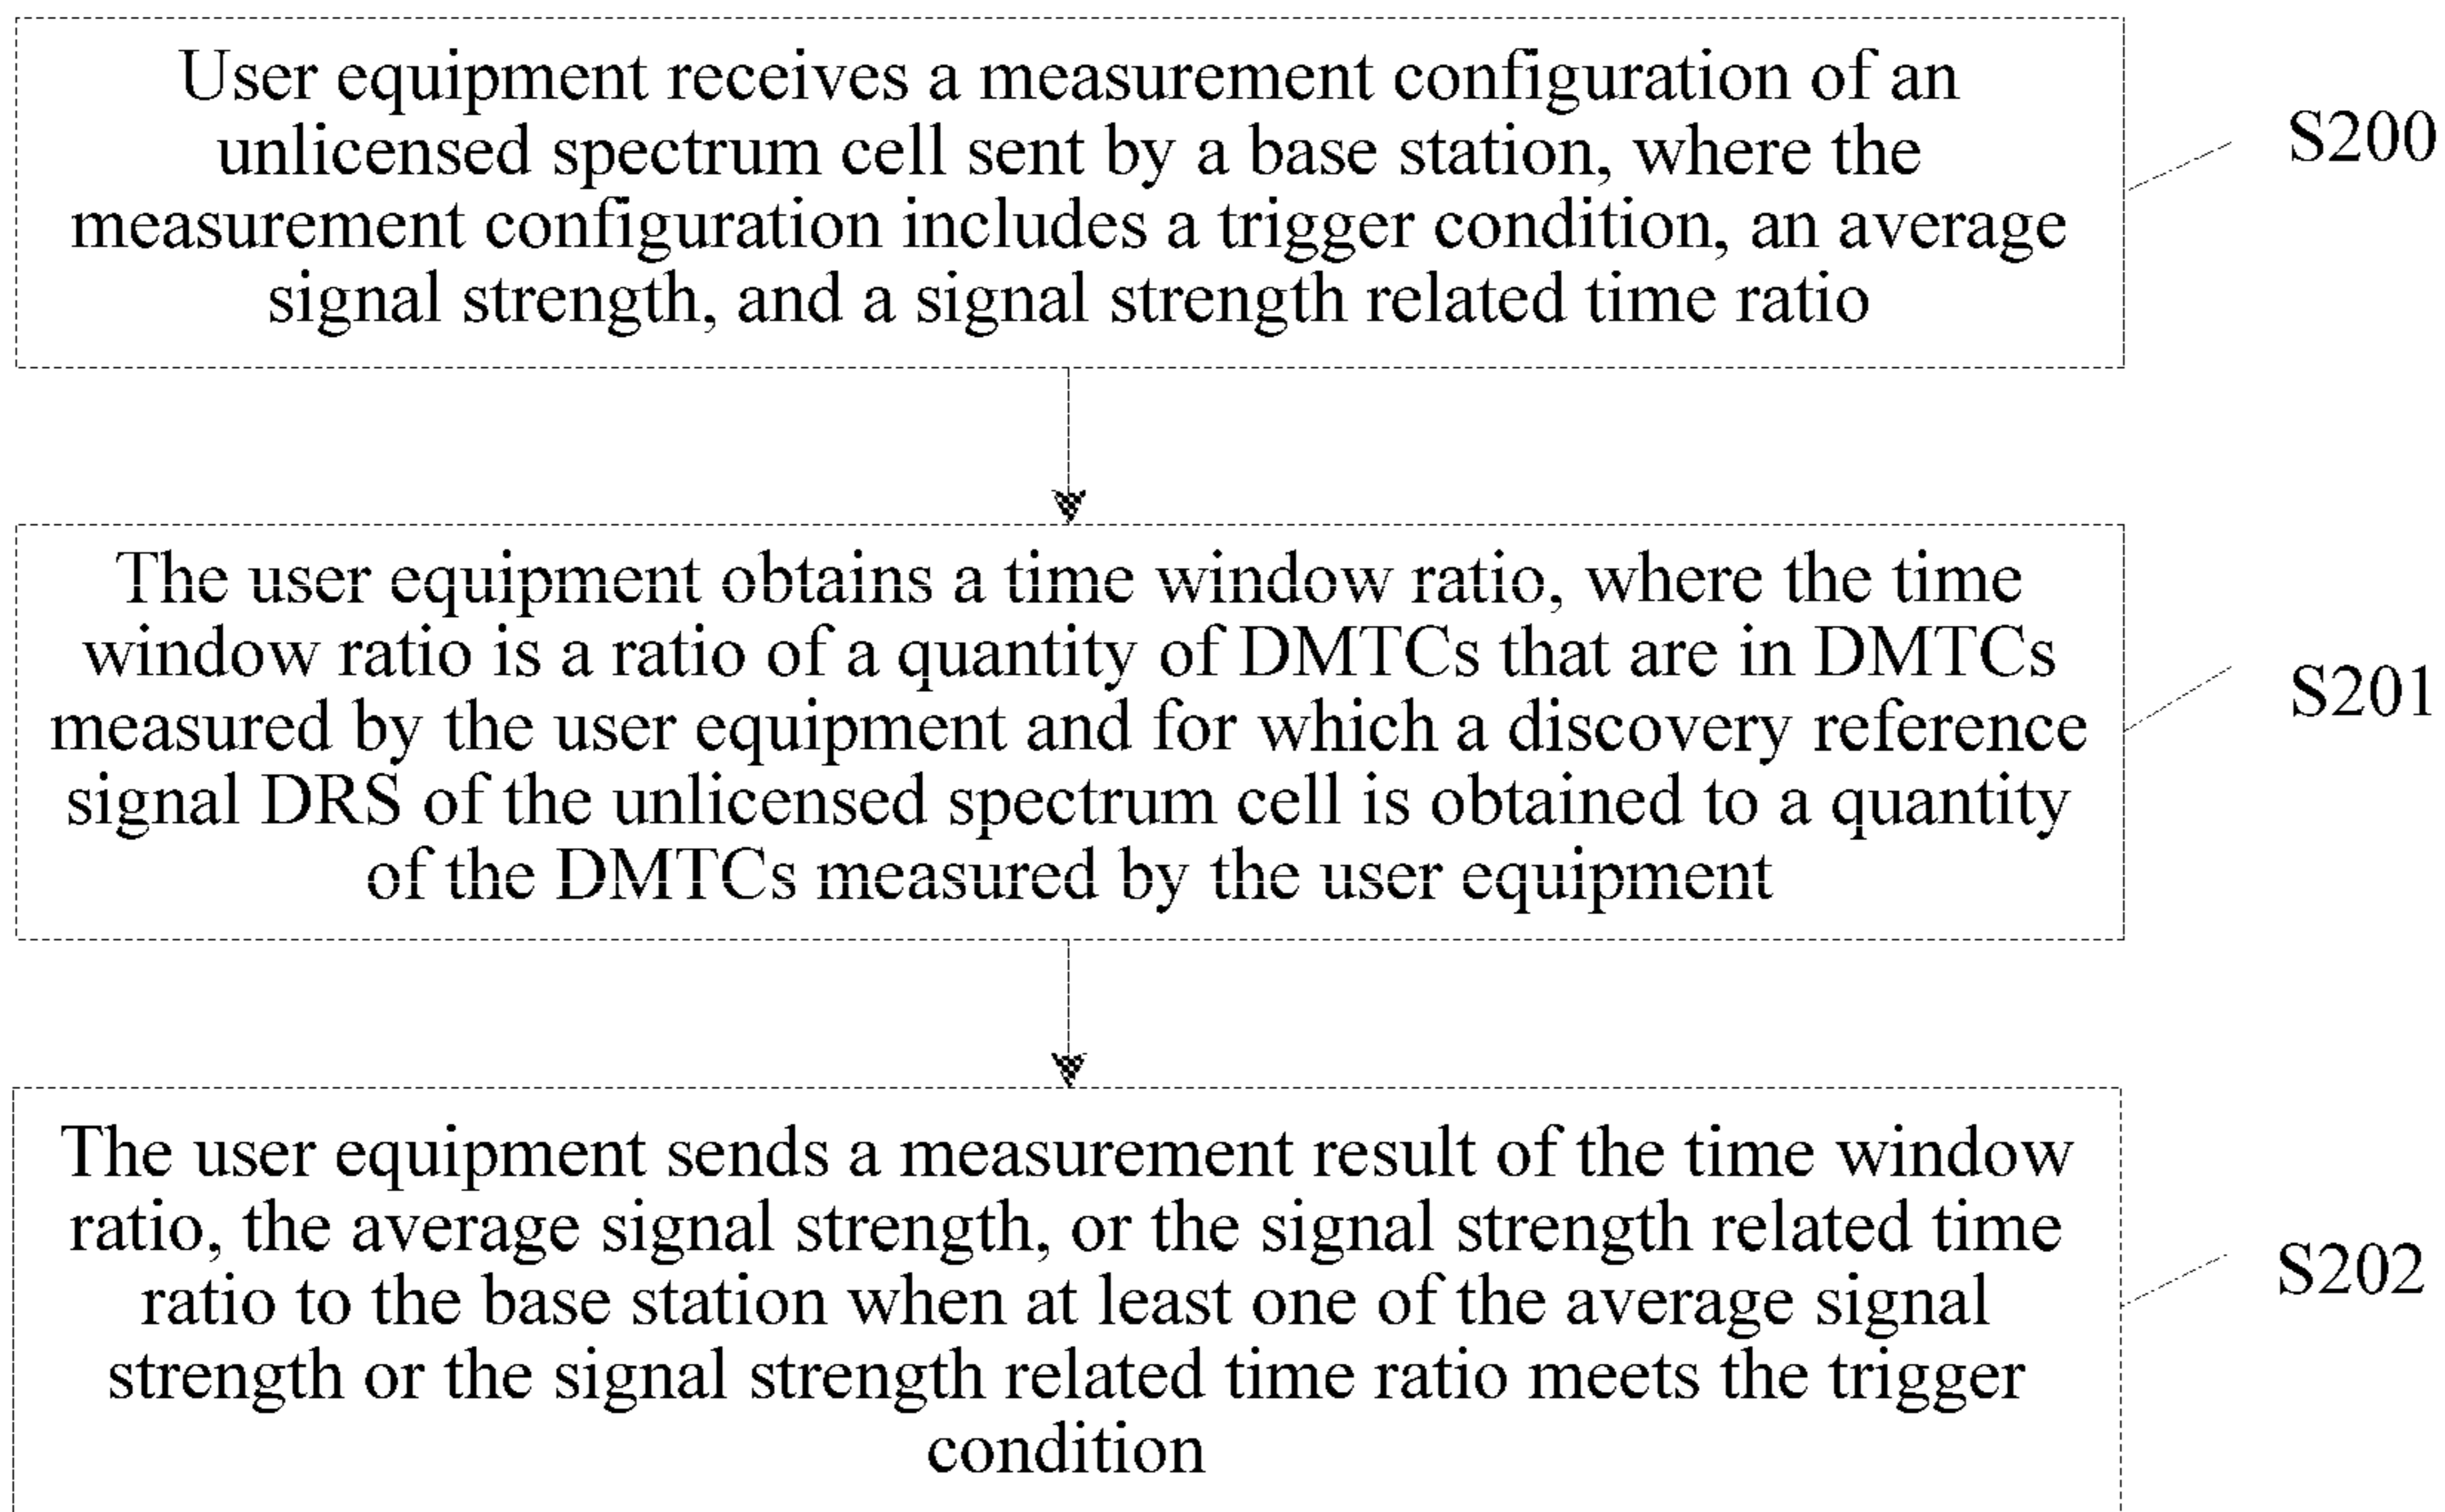 User equipment receives a measurement configuration of an
unlicensed spectrum cell sent by a base station, where the
measurement configuration includes a trigger condition, an average
signal strength, and a signal strength related time ratio
S200
The user equipment obtains a time window ratio, where the time
window ratio is a ratio of a quantity of DMTCs that are in DMTCs
measured by the user equipment and for which a discovery reference
signal DRS of the unlicensed spectrum cell is obtained to a quantity
of the DMTCs measured by the user equipment
S201
The user equipment sends a measurement result of the time window
ratio, the average signal strength, or the signal strength related time
ratio to the base station when at least one of the average signal
strength or the signal strength related time ratio meets the trigger
condition
S202